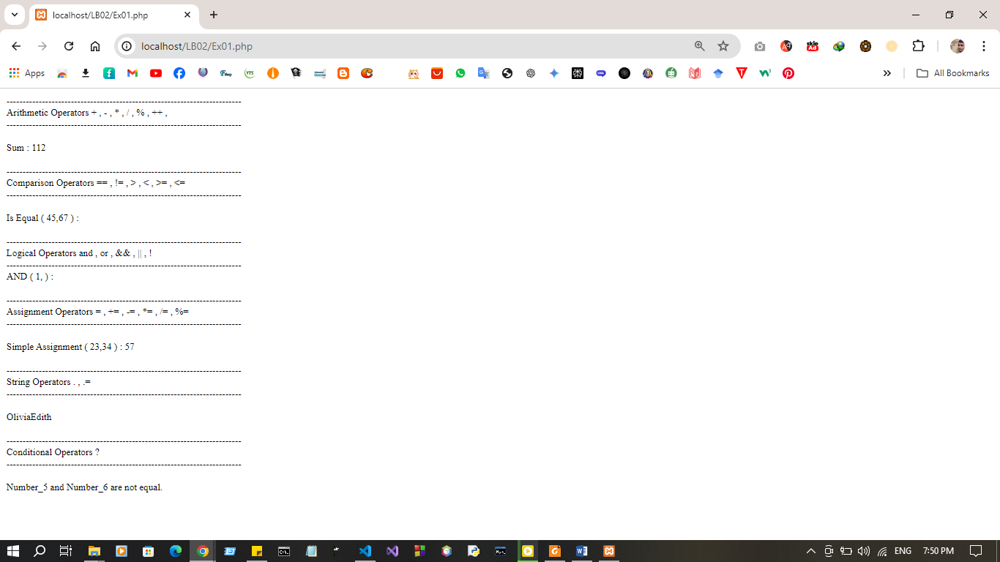 localhost/LB02/Ex01.php
localhost/LB02/Ex01.php
Apps
All Bookmarks
--------------------------------------------------------------------------------
Arithmetic Operators + , - , * , / , % , ++ ,
--------------------------------------------------------------------------------
Sum : 112
--------------------------------------------------------------------------------
Comparison Operators == , != , > , < , >= , <=
--------------------------------------------------------------------------------
Is Equal ( 45,67 ) :
--------------------------------------------------------------------------------
Logical Operators and , or , && , || , !
--------------------------------------------------------------------------------
AND ( 1, ) :
--------------------------------------------------------------------------------
Assignment Operators = , += , -= , *= , /= , %=
--------------------------------------------------------------------------------
Simple Assignment ( 23,34 ) : 57
--------------------------------------------------------------------------------
String Operators . , .=
--------------------------------------------------------------------------------
OliviaEdith
--------------------------------------------------------------------------------
Conditional Operators ?
--------------------------------------------------------------------------------
Number_5 and Number_6 are not equal.
ENG 7:50 PM